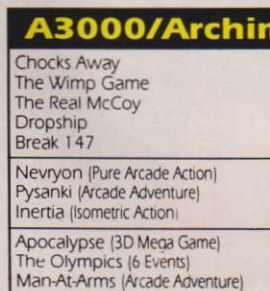 A3000/Archi
Chocks Away
The Wimp Game
The Real McCoy
Dropship
Break 147
Nevryon (Pure Arcade Action)
Pysanki (Arcade Adventure)
Inertia (Isometric Action)
Apocalypse (3D Mega Game)
The Olympics (6 Events)
Man-At-Arms (Arcade Adventure)